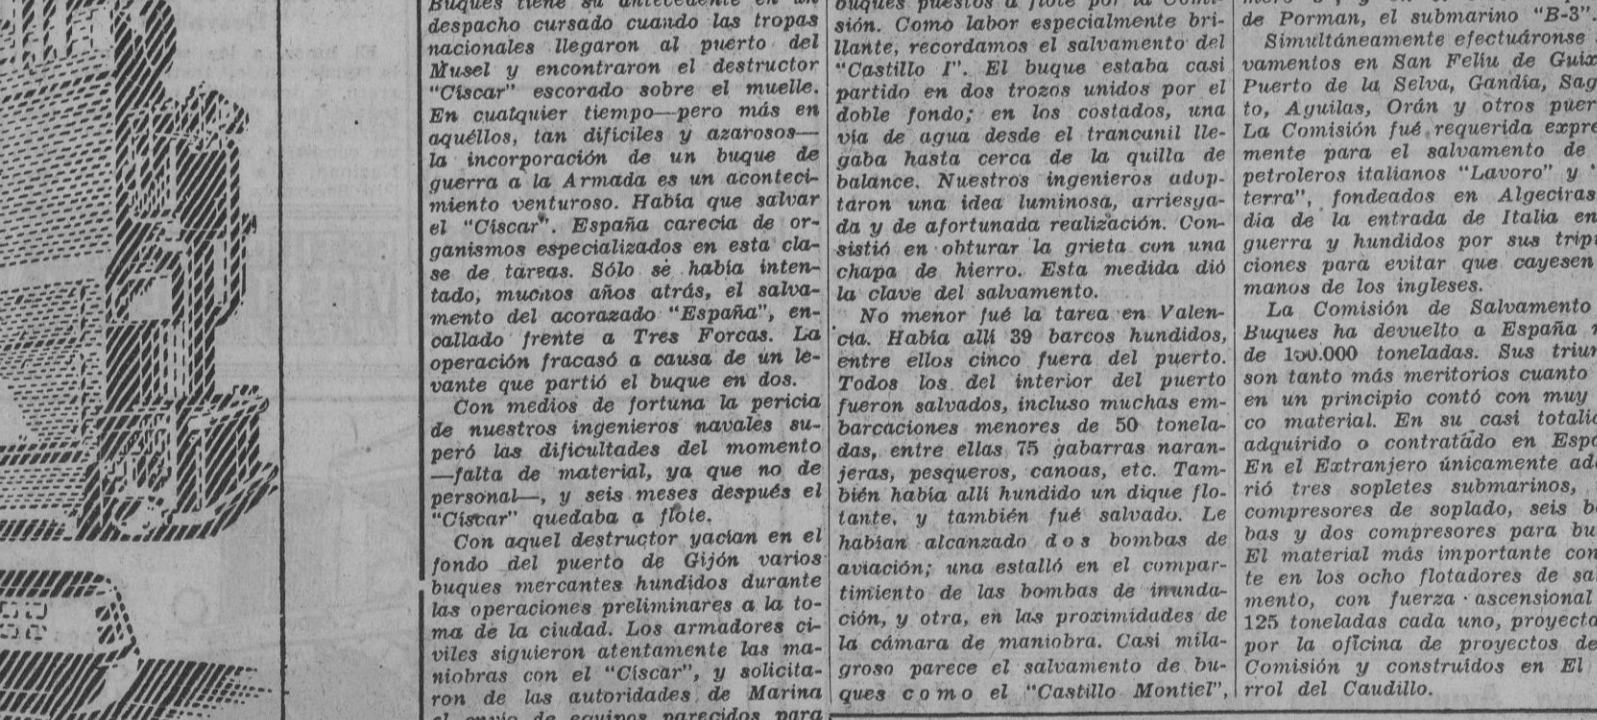 Buques tiene su antecedente en un
despacho cursado cuando las tropas
nacionales llegaron al puerto del
Musel y encontraron el destructor
"Císcar" escorado sobre el muelle.
En cualquier tiempo—pero más en
aquéllos, tan difíciles y azarosos—
la incorporación de un buque de
guerra a la Armada es un aconteci-
miento venturoso. Había que salvar
el "Císcar". España carecía de or-
ganismos especializados en esta cla-
se de tareas. Sólo se había inten-
tado, muchos años atrás, el salva-
mento del acorazado "España", en-
callado frente a Tres Forcas. La
operación fracasó a causa de un le-
vante que partió el buque en dos.
Con medios de fortuna la pericia
de nuestros ingenieros navales su-
peró las dificultades del momento
—falta de material, ya que no de
personal—, y seis meses después el
"Císcar" quedaba a flote.
Con aquel destructor yacían en el
fondo del puerto de Gijón varios
buques mercantes hundidos durante
las operaciones preliminares a la to-
ma de la ciudad. Los armadores ci-
viles siguieron atentamente las ma-
niobras con el "Císcar", y solicita-
ron de las autoridades de Marina
el envío de equipos parecidos para
buques puestos a flote por la Comi-
sión. Como labor especialmente bri-
llante, recordamos el salvamento del
"Castillo I". El buque estaba casi
partido en dos trozos unidos por el
doble fondo; en los costados, una
vía de agua desde el trancanil lle-
gaba hasta cerca de la quilla de
balance. Nuestros ingenieros adop-
taron una idea luminosa, arriesga-
da y de afortunada realización. Con-
sistió en obturar la grieta con una
chapa de hierro. Esta medida dió
la clave del salvamento.
No menor fué la tarea en Valen-
cia. Había allí 39 barcos hundidos,
entre ellos cinco fuera del puerto.
Todos los del interior del puerto
fueron salvados, incluso muchas em-
barcaciones menores de 50 tonela-
das, entre ellas 75 gabarras naran-
jeras, pesqueros, canoas, etc. Tam-
bién había allí hundido un dique flo-
tante, y también fué salvado. Le
habían alcanzado dos bombas de
aviación; una estalló en el compar-
timiento de las bombas de inunda-
ción, y otra, en las proximidades de
la cámara de maniobra. Casi mila-
groso parece el salvamento de bu-
ques como el "Castillo Montiel",
de Porman, el submarino "B-3".
Simultáneamente efectuáronse
vamentos en San Feliu de Guix
Puerto de la Selva, Gandía, Sag
to, Aguilas, Orán y otros puer
La Comisión fué requerida expre
mente para el salvamento de
petroleros italianos "Lavoro" y "
terra", fondeados en Algeciras
día de la entrada de Italia en
guerra y hundidos por sus trip
ciones para evitar que cayesen
manos de los ingleses.
La Comisión de Salvamento
Buques ha devuelto a España
de 100.000 toneladas. Sus triun
son tanto más meritorios cuanto
en un principio contó con muy
co material. En su casi totalid
adquirido o contratado en Espa
En el Extranjero únicamente ad
rió tres sopletes submarinos,
compresores de soplado, seis b
bas y dos compresores para bu
El material más importante con
te en los ocho flotadores de sa
mento, con fuerza ascensional
125 toneladas cada uno, proyecta
por la oficina de proyectos de
Comisión y construídos en El
rrol del Caudillo.